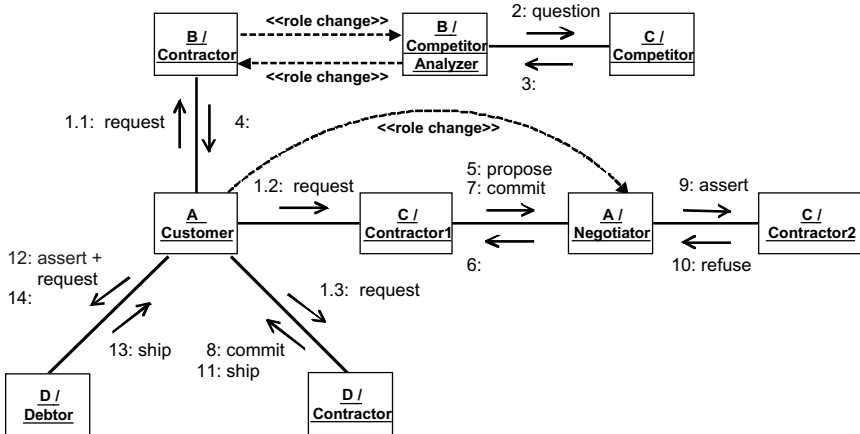 <<role change>>
2: question
B /
Contractor
B /
Competitor
Analyzer
C /
Competitor
<<role change>>
3:
1.1: request
4:
<<role change>>
1.2: request
5: propose
7: commit
9: assert
A
Customer
C /
Contractor1
A /
Negotiator
C /
Contractor2
6:
10: refuse
12: assert +
request
14:
1.3: request
13: ship
8: commit
11: ship
D /
Debtor
D /
Contractor